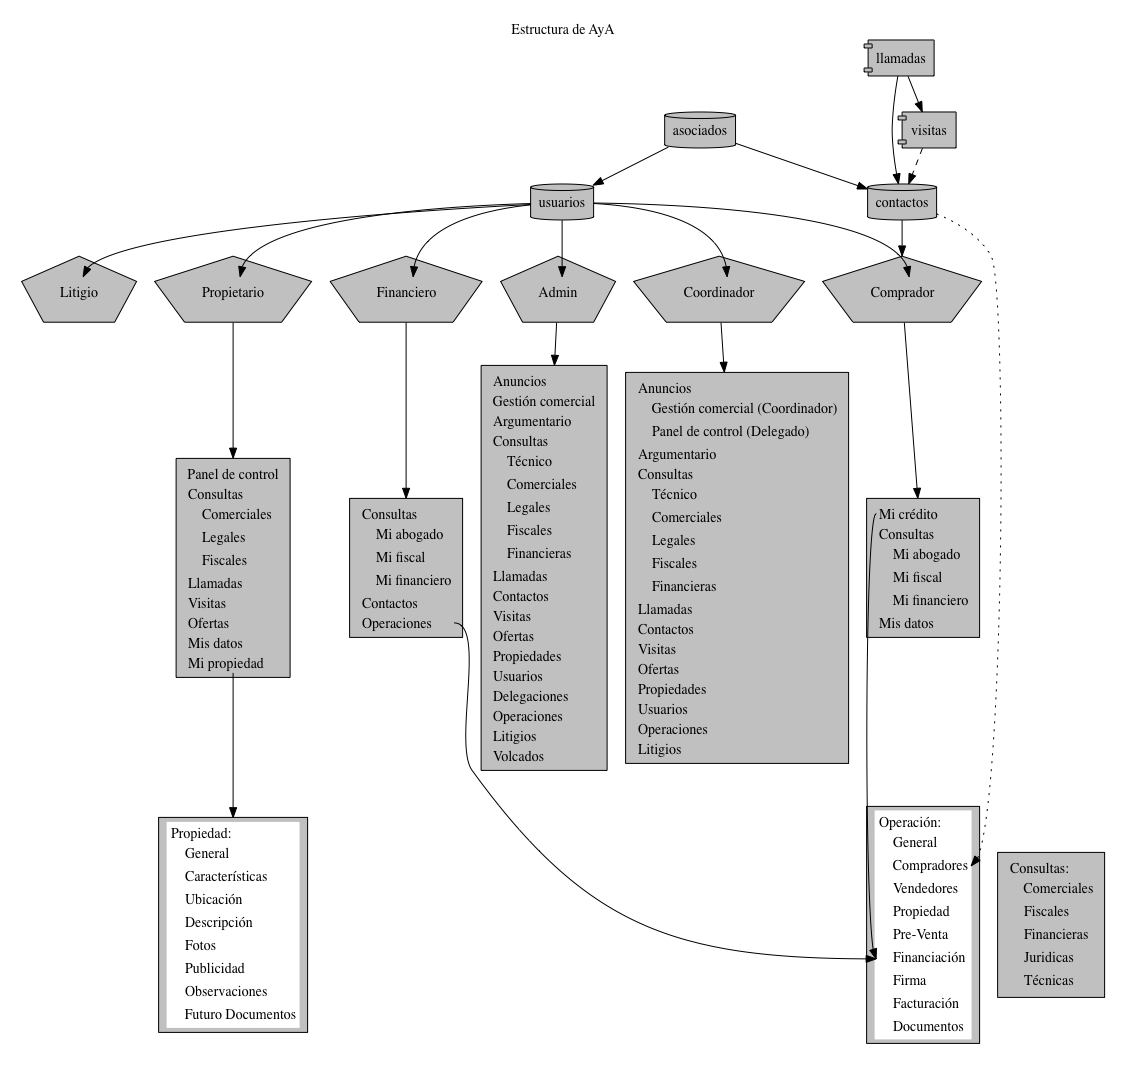 Estructura de AyA
llamadas
asociados
visitas
usuarios
contactos
Litigio
Propietario
Financiero
Admin
Coordinador
Comprador
Panel de control
Consultas
Comerciales
Legales
Fiscales
Llamadas
Visitas
Ofertas
Mis datos
Mi propiedad
Consultas
Mi abogado
Mi fiscal
Mi financiero
Contactos
Operaciones
Anuncios
Gestión comercial
Argumentario
Consultas
Técnico
Comerciales
Legales
Fiscales
Financieras
Llamadas
Contactos
Visitas
Ofertas
Propiedades
Usuarios
Delegaciones
Operaciones
Litigios
Volcados
Anuncios
Gestión comercial (Coordinador)
Panel de control (Delegado)
Argumentario
Consultas
Técnico
Comerciales
Legales
Fiscales
Financieras
Llamadas
Contactos
Visitas
Ofertas
Propiedades
Usuarios
Operaciones
Litigios
Mi crédito
Consultas
Mi abogado
Mi fiscal
Mi financiero
Mis datos
Propiedad:
General
Características
Ubicación
Descripción
Fotos
Publicidad
Observaciones
Futuro Documentos
Operación:
General
Compradores
Vendedores
Propiedad
Pre-Venta
Financiación
Firma
Facturación
Documentos
Consultas:
Comerciales
Fiscales
Financieras
Juridicas
Técnicas